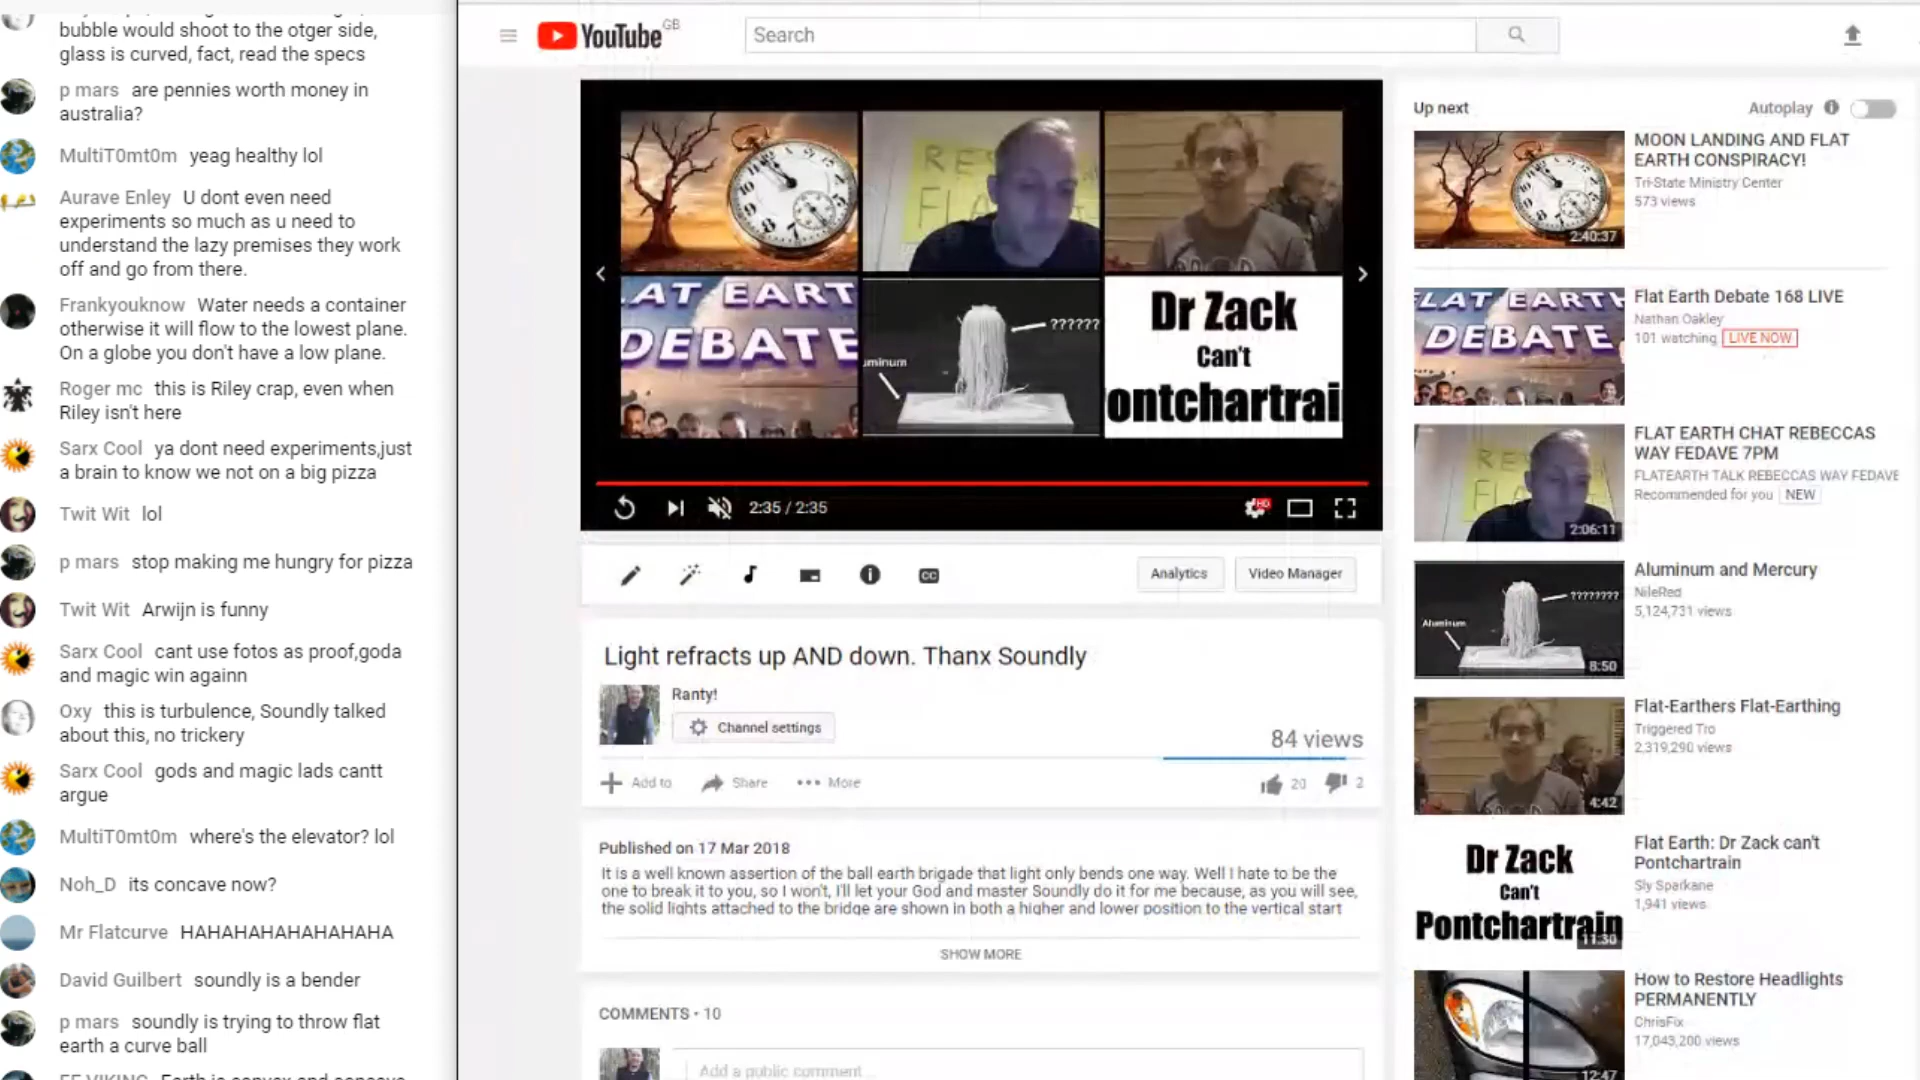 bubble would shoot to the otger side,
glass is curved, fact, read the specs
p mars are pennies worth money in
australia?
MultiT0mt0m yeag healthy lol
Aurave Enley U dont even need
experiments so much as u need to
understand the lazy premises they work
off and go from there.
Frankyouknow Water needs a container
otherwise it will flow to the lowest plane.
On a globe you don't have a low plane.
Roger mc this is Riley crap, even when
Riley isn't here
Sarx Cool ya dont need experiments,just
a brain to know we not on a big pizza
Twit Wit lol
p mars stop making me hungry for pizza
Twit Wit Arwijn is funny
Sarx Cool cant use fotos as proof,goda
and magic win againn
Oxy this is turbulence, Soundly talked
about this, no trickery
Sarx Cool gods and magic lads cantt
argue
MultiT0mt0m where's the elevator? lol
Noh_D its concave now?
Mr Flatcurve HAHAHAHAHAHAHAHA
David Guilbert soundly is a bender
p mars soundly is trying to throw flat
earth a curve ball
YouTube GB
Search
LAT EARTH
DEBATE
??????
uminum
Dr Zack
Can't
ontchartrai
2:35 / 2:35
HD
CC
Analytics
Video Manager
Light refracts up AND down. Thanx Soundly
Ranty!
Channel settings
84 views
Add to
Share
More
20
2
Published on 17 Mar 2018
It is a well known assertion of the ball earth brigade that light only bends one way. Well I hate to be the
one to break it to you, so I won't, I'll let your God and master Soundly do it for me because, as you will see,
the solid lights attached to the bridge are shown in both a higher and lower position to the vertical start
SHOW MORE
COMMENTS • 10
Add a public comment...
Up next
Autoplay
MOON LANDING AND FLAT
EARTH CONSPIRACY!
Tri-State Ministry Center
573 views
2:40:37
FLAT EARTH
DEBATE
Flat Earth Debate 168 LIVE
Nathan Oakley
101 watching LIVE NOW
FLAT EARTH CHAT REBECCAS
WAY FEDAVE 7PM
FLATEARTH TALK REBECCAS WAY FEDAVE
Recommended for you NEW
2:06:11
Aluminum and Mercury
NileRed
5,124,731 views
????????
Aluminum
8:50
Flat-Earthers Flat-Earthing
Triggered Tro
2,319,290 views
4:42
Dr Zack
Can't
Pontchartrain
11:30
Flat Earth: Dr Zack can't
Pontchartrain
Sly Sparkane
1,941 views
How to Restore Headlights
PERMANENTLY
ChrisFix
17,043,200 views
12:47